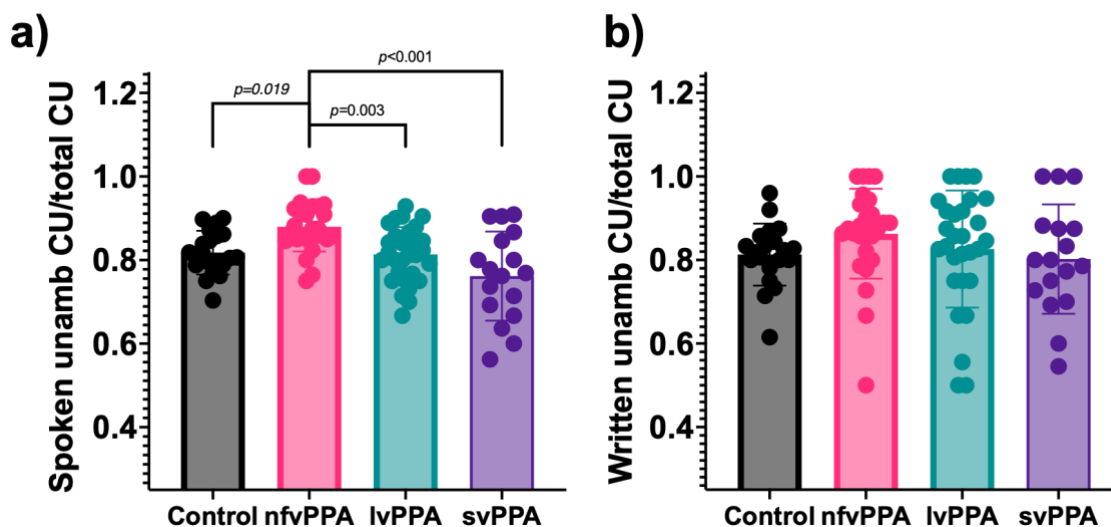 a)
Spoken unamb CU/total CU
1.2
1.0
0.8
0.6
0.4
p<0.001
p=0.019
p=0.003
Control nfvPPA lvPPA svPPA
b)
Written unamb CU/total CU
1.2
1.0
0.8
0.6
0.4
Control nfvPPA lvPPA svPPA